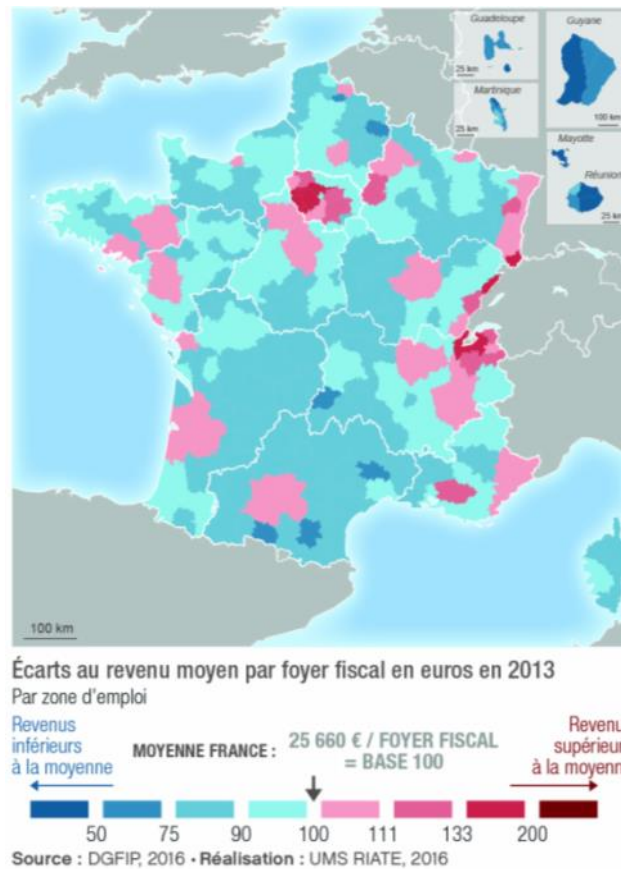 Guadeloupe
25 km
Guyane
100 km
Martinique
25 km
Mayotte
Réunion
25 km
100 km
Écarts au revenu moyen par foyer fiscal en euros en 2013
Par zone d'emploi
Revenus
inférieurs
à la moyenne
MOYENNE FRANCE :
25 660 € / FOYER FISCAL
= BASE 100
Revenu
supérieur
à la moyenn
50 75 90 100 111 133 200
Source : DGFIP, 2016 • Réalisation : UMS RIATE, 2016